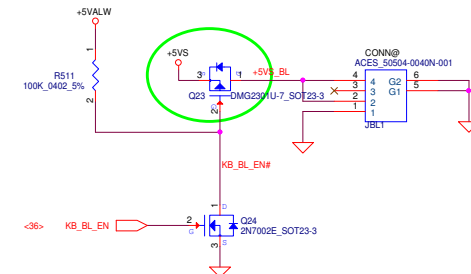 +5VALW
+5VS
R511
100K_0402_5%
1
2
3
S
D
1
+5VS_BL
Q23
DMG2301U-7_SOT23-3
G
2
CONN@
ACES_50504-0040N-001
4
3
2
1
4
3
2
1
G2
G1
6
5
JBL1
KB_BL_EN#
<36>
KB_BL_EN
2
G
1
D
Q24
2N7002E_SOT23-3
S
3